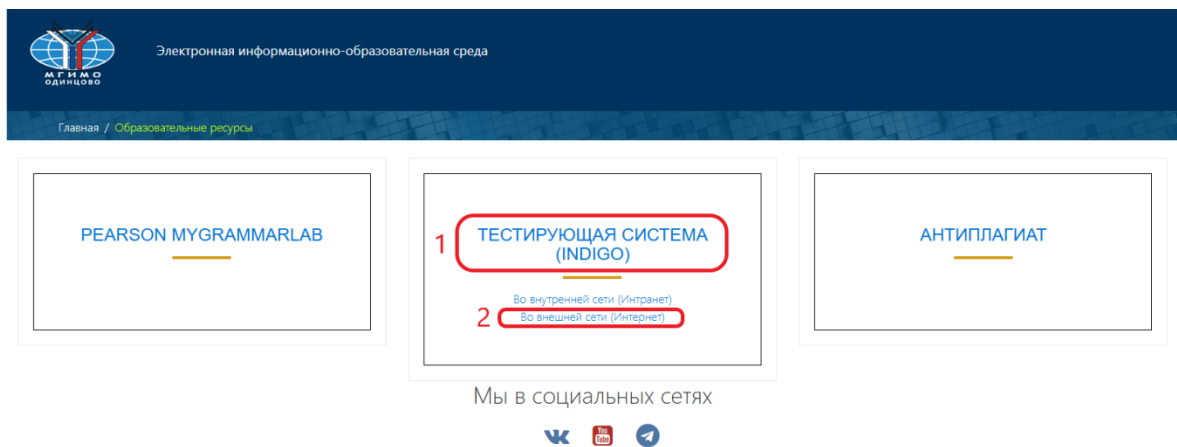 МГИМО
ОДИНЦОВО
Электронная информационно-образовательная среда
Главная / Образовательные ресурсы
PEARSON MYGRAMMARLAB
1
ТЕСТИРУЮЩАЯ СИСТЕМА
(INDIGO)
Во внутренней сети (Интранет)
2
Во внешней сети (Интернет)
АНТИПЛАГИАТ
Мы в социальных сетях
You
Tube